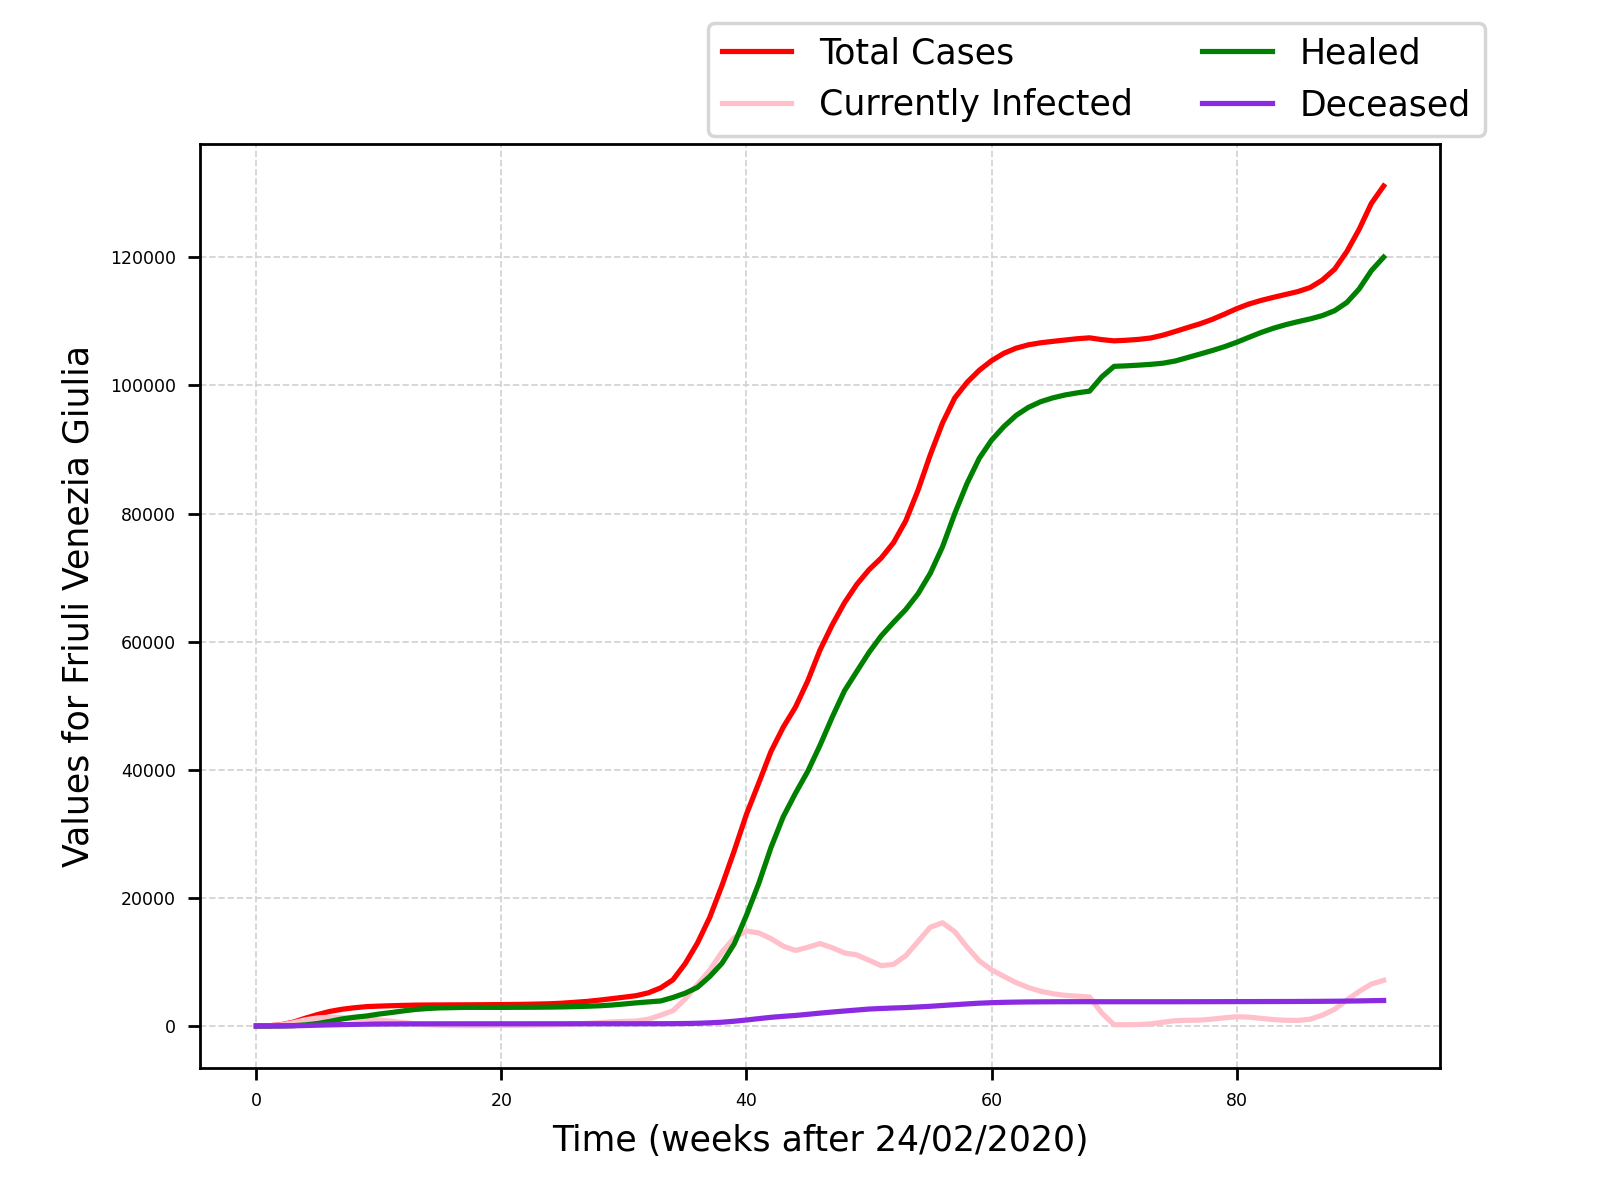 Total Cases
Currently Infected
Healed
Deceased
Values for Friuli Venezia Giulia
120000
100000
80000
60000
40000
20000
0
0 20 40 60 80
Time (weeks after 24/02/2020)